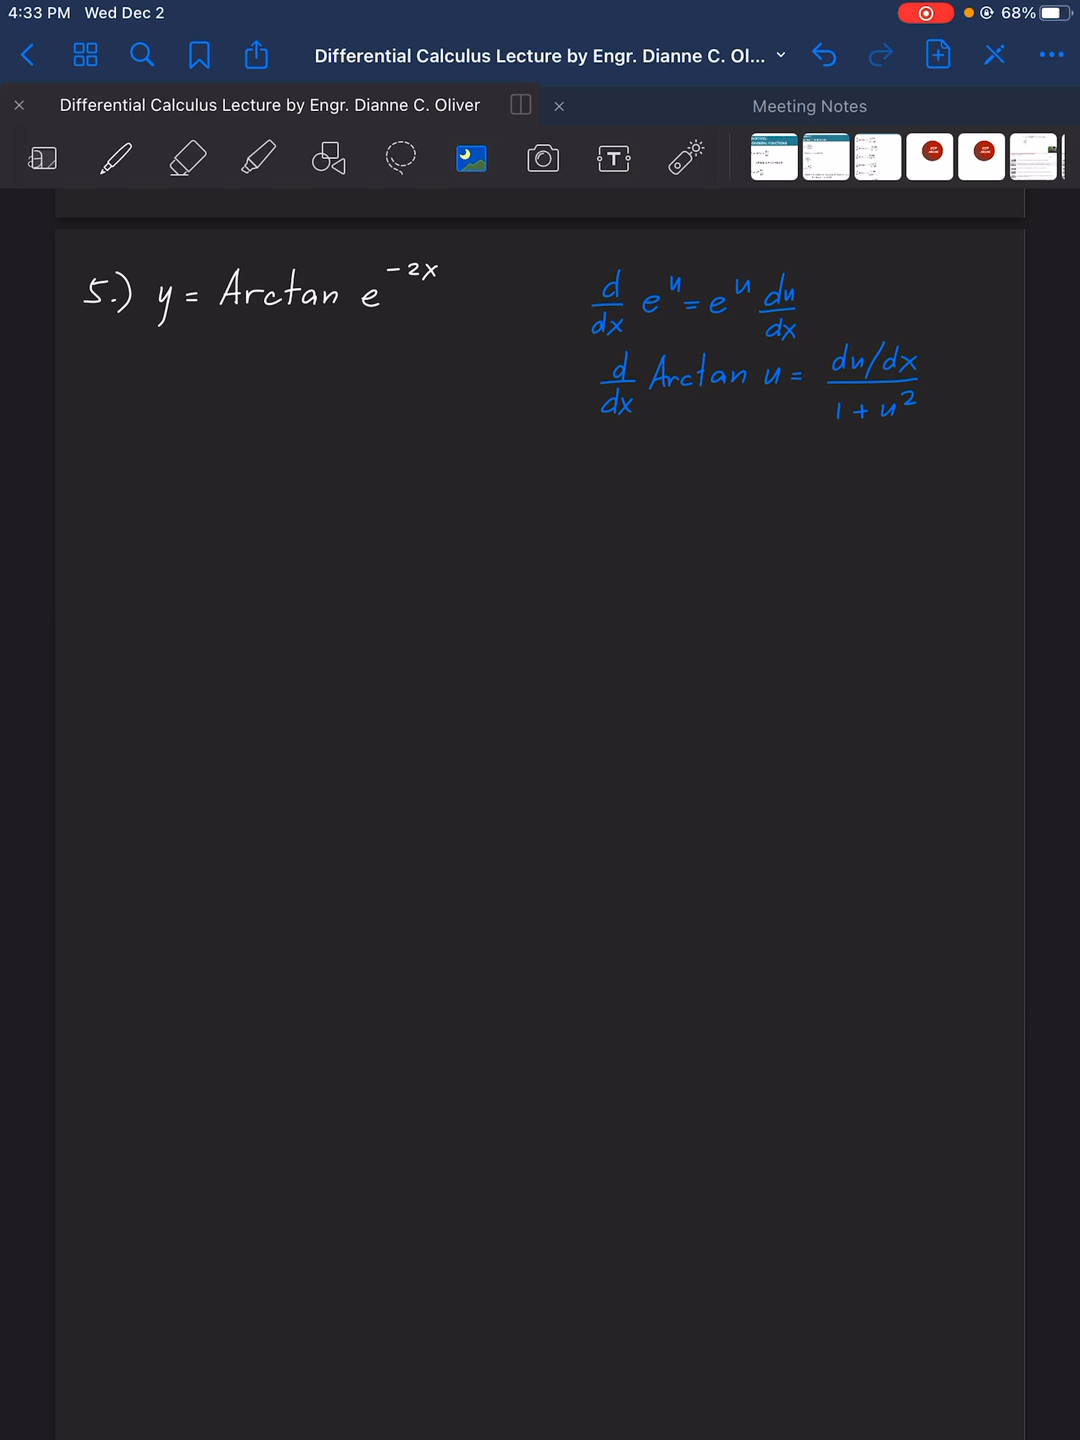 4:33 PM Wed Dec 2 68%
Differential Calculus Lecture by Engr. Dianne C. Ol...
Differential Calculus Lecture by Engr. Dianne C. Oliver
Meeting Notes
5.) y = Arctan e^{-2x}
d/dx e^u = e^u du/dx
d/dx Arctan u = (du/dx)/(1 + u^2)